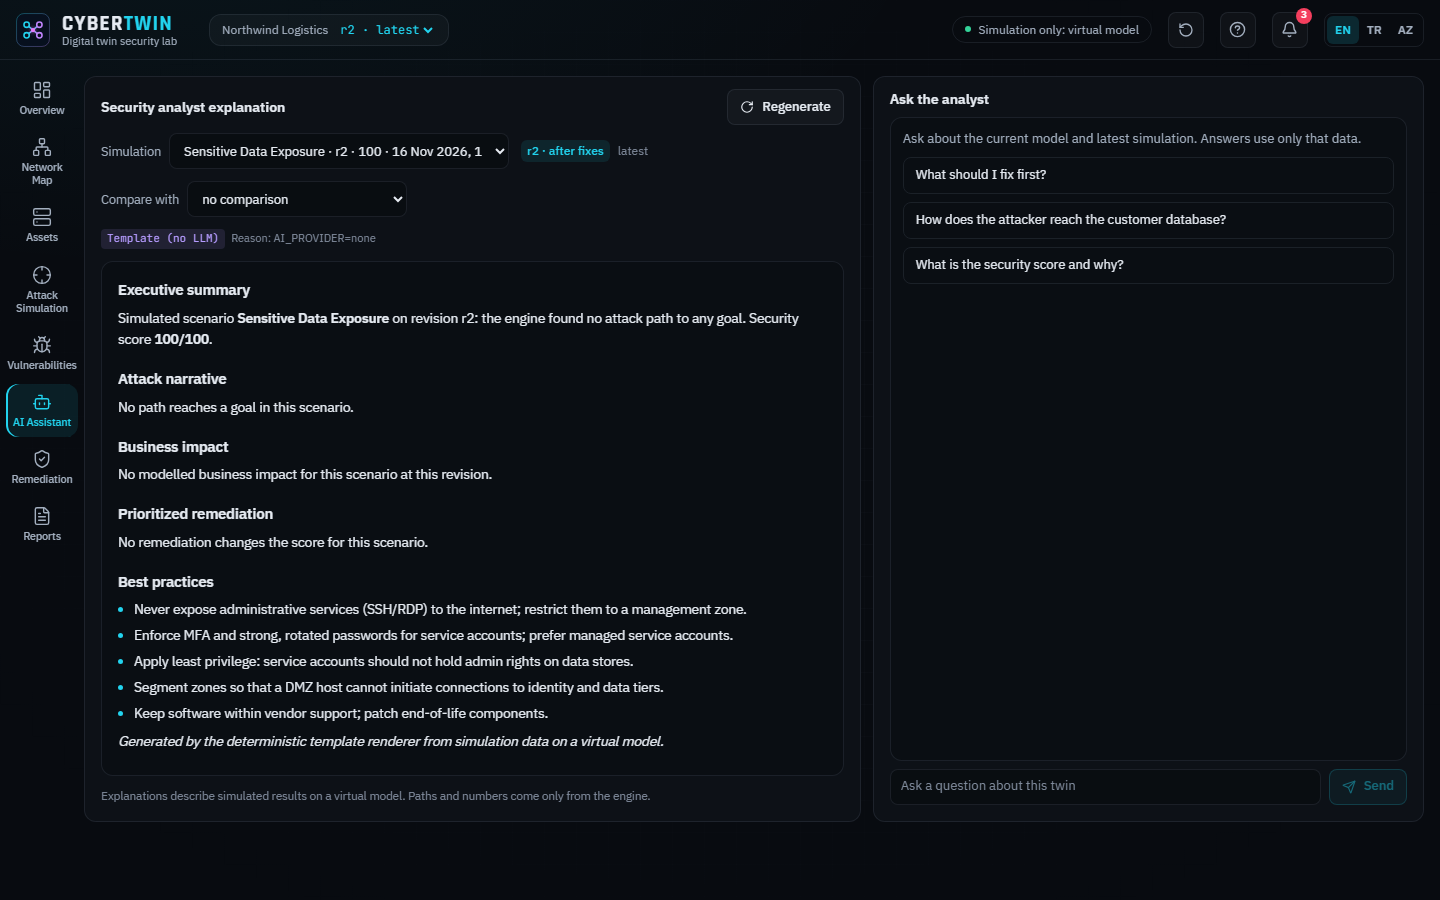 CYBERTWIN
Digital twin security lab
Northwind Logistics r2 · latest
Simulation only: virtual model
3
EN TR AZ
Overview
Network
Map
Assets
Attack
Simulation
Vulnerabilities
AI Assistant
Remediation
Reports
Security analyst explanation
Regenerate
Simulation Sensitive Data Exposure · r2 · 100 · 16 Nov 2026, 1 r2 · after fixes latest
Compare with no comparison
Template (no LLM) Reason: AI_PROVIDER=none
Executive summary
Simulated scenario Sensitive Data Exposure on revision r2: the engine found no attack path to any goal. Security
score 100/100.
Attack narrative
No path reaches a goal in this scenario.
Business impact
No modelled business impact for this scenario at this revision.
Prioritized remediation
No remediation changes the score for this scenario.
Best practices
• Never expose administrative services (SSH/RDP) to the internet; restrict them to a management zone.
• Enforce MFA and strong, rotated passwords for service accounts; prefer managed service accounts.
• Apply least privilege: service accounts should not hold admin rights on data stores.
• Segment zones so that a DMZ host cannot initiate connections to identity and data tiers.
• Keep software within vendor support; patch end-of-life components.
Generated by the deterministic template renderer from simulation data on a virtual model.
Explanations describe simulated results on a virtual model. Paths and numbers come only from the engine.
Ask the analyst
Ask about the current model and latest simulation. Answers use only that data.
What should I fix first?
How does the attacker reach the customer database?
What is the security score and why?
Ask a question about this twin
Send